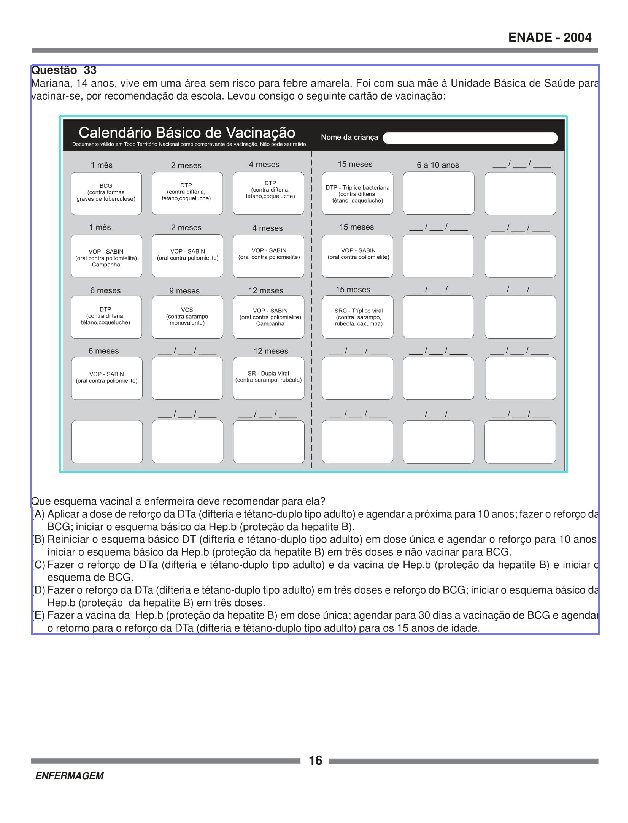 ENADE - 2004
Questão 33
Mariana, 14 anos, vive em uma área sem risco para febre amarela. Foi com sua mãe à Unidade Básica de Saúde para
vacinar-se, por recomendação da escola. Levou consigo o seguinte cartão de vacinação:
Calendário Básico de Vacinação
Documento válido em Todo Território Nacional como comprovante de vacinação. Não pode ser retido.
Nome da criança
1 mês 2 meses 4 meses 15 meses 6 a 10 anos ___ / ___ / ____
BCG DTP DTP DTP - Tríplice bacteriana
(contra formas (contra difteria, (contra difteria, (contra difteria
graves de tuberculose) tétano,coqueluche) tétano,coqueluche) tétano, coqueluche)
1 mês 2 meses 4 meses 15 meses ___ / ___ / ____ ___ / ___ / ____
VOP - SABIN VOP - SABIN VOP - SABIN VOP - SABIN
(oral contra poliomielite) (oral contra poliomielite) (oral contra poliomielite) (oral contra poliomielite)
Campanha
6 meses 9 meses 12 meses 15 meses ___ / ___ / ____ ___ / ___ / ____
DTP VCS VOP - SABIN SRC - Tríplice viral
(contra difteria (contra sarampo (oral contra poliomielite) (contra sarampo,
tétano,coqueluche) monovalente) Campanha rubéola, caxumba)
6 meses ___ / ___ / ____ 12 meses ___ / ___ / ____ ___ / ___ / ____ ___ / ___ / ____
VOP - SABIN SR - Dupla Viral
(oral contra poliomielite) (contra sarampo, rubéola)
___ / ___ / ____ ___ / ___ / ____ ___ / ___ / ____ ___ / ___ / ____ ___ / ___ / ____
Que esquema vacinal a enfermeira deve recomendar para ela?
(A) Aplicar a dose de reforço da DTa (difteria e tétano-duplo tipo adulto) e agendar a próxima para 10 anos; fazer o reforço da
BCG; iniciar o esquema básico da Hep.b (proteção da hepatite B).
(B) Reiniciar o esquema básico DT (difteria e tétano-duplo tipo adulto) em dose única e agendar o reforço para 10 anos
iniciar o esquema básico da Hep.b (proteção da hepatite B) em três doses e não vacinar para BCG.
(C) Fazer o reforço de DTa (difteria e tétano-duplo tipo adulto) e da vacina de Hep.b (proteção da hepatite B) e iniciar o
esquema de BCG.
(D) Fazer o reforço da DTa (difteria e tétano-duplo tipo adulto) em três doses e reforço do BCG; iniciar o esquema básico da
Hep.b (proteção da hepatite B) em três doses.
(E) Fazer a vacina da Hep.b (proteção da hepatite B) em dose única; agendar para 30 dias a vacinação de BCG e agendar
o retorno para o reforço da DTa (difteria e tétano-duplo tipo adulto) para os 15 anos de idade.
16
ENFERMAGEM